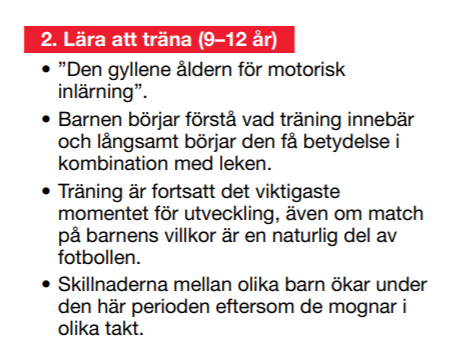 2. Lära att träna (9–12 år)
• ”Den gyllene åldern för motorisk
inlärning”.
• Barnen börjar förstå vad träning innebär
och långsamt börjar den få betydelse i
kombination med leken.
• Träning är fortsatt det viktigaste
momentet för utveckling, även om match
på barnens villkor är en naturlig del av
fotbollen.
• Skillnaderna mellan olika barn ökar under
den här perioden eftersom de mognar i
olika takt.